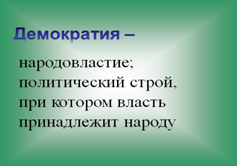 Демократия –
народовластие;
политический строй,
при котором власть
принадлежит народу